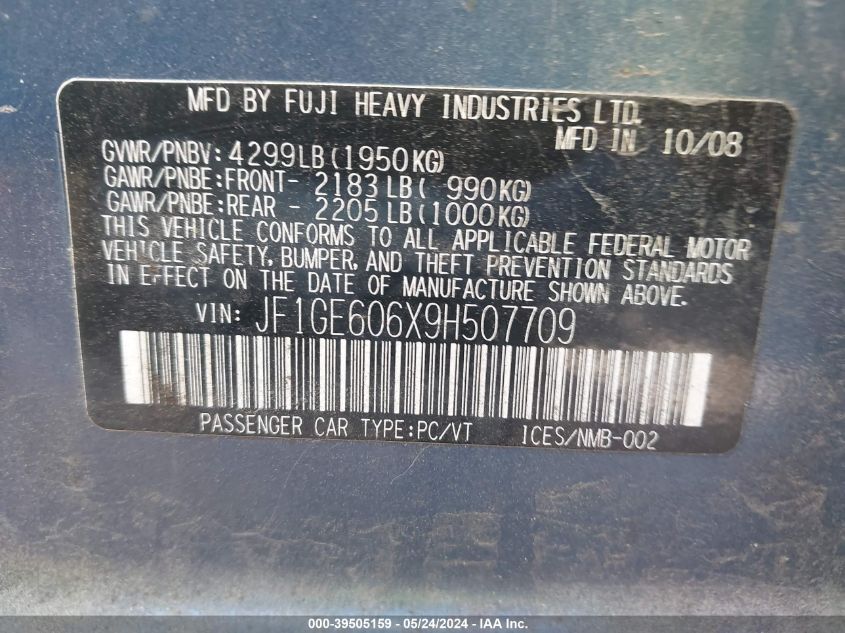 MFD BY FUJI HEAVY INDUSTRIES LTD.
MFD IN 10/08
GVWR/PNBV: 4299LB(1950KG)
GAWR/PNBE:FRONT- 2183LB( 990KG)
GAWR/PNBE:REAR - 2205LB(1000KG)
THIS VEHICLE CONFORMS TO ALL APPLICABLE FEDERAL MOTOR
VEHICLE SAFETY, BUMPER, AND THEFT PREVENTION STANDARDS
IN EFFECT ON THE DATE OF MANUFACTURE SHOWN ABOVE.
VIN: JF1GE606X9H507709
PASSENGER CAR TYPE:PC/VT ICES/NMB-002
000-39505159 - 05/24/2024 - IAA Inc.